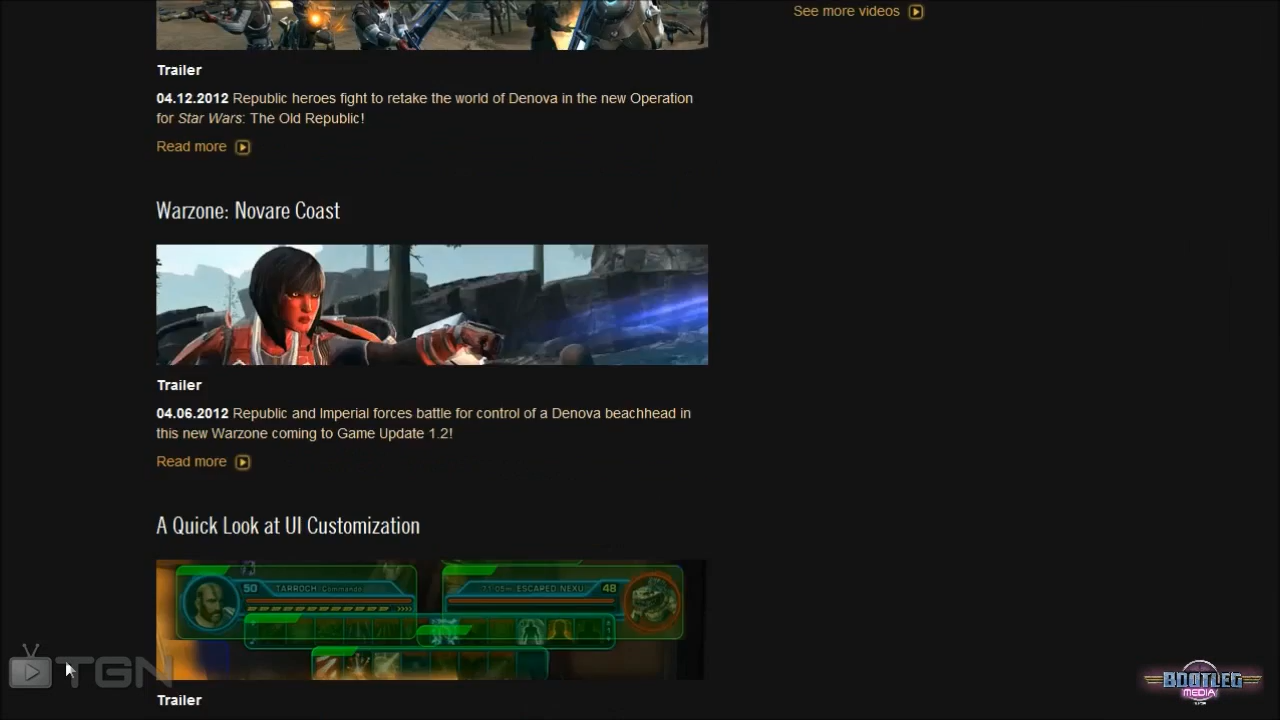 See more videos
Trailer
04.12.2012 Republic heroes fight to retake the world of Denova in the new Operation
for Star Wars: The Old Republic!
Read more
Warzone: Novare Coast
Trailer
04.06.2012 Republic and Imperial forces battle for control of a Denova beachhead in
this new Warzone coming to Game Update 1.2!
Read more
A Quick Look at UI Customization
50 TARROCH Commando
ESCAPED NEXU 48
TGN
BOOTLEG
MEDIA
Trailer